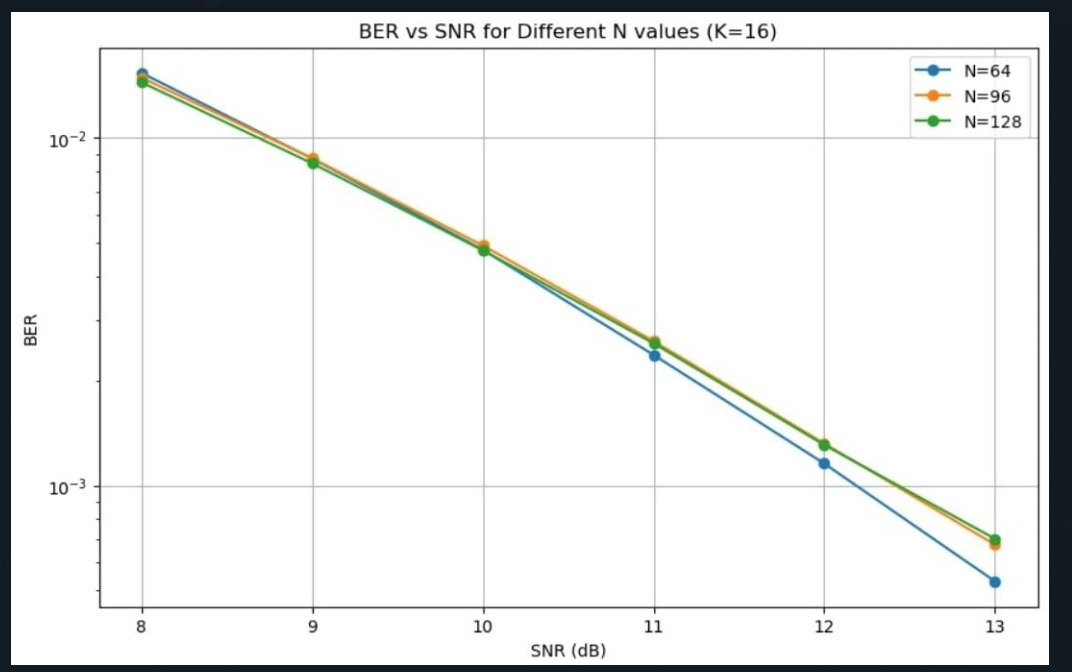 BER vs SNR for Different N values (K=16)
N=64
N=96
N=128
10⁻²
10⁻³
BER
8 9 10 11 12 13
SNR (dB)